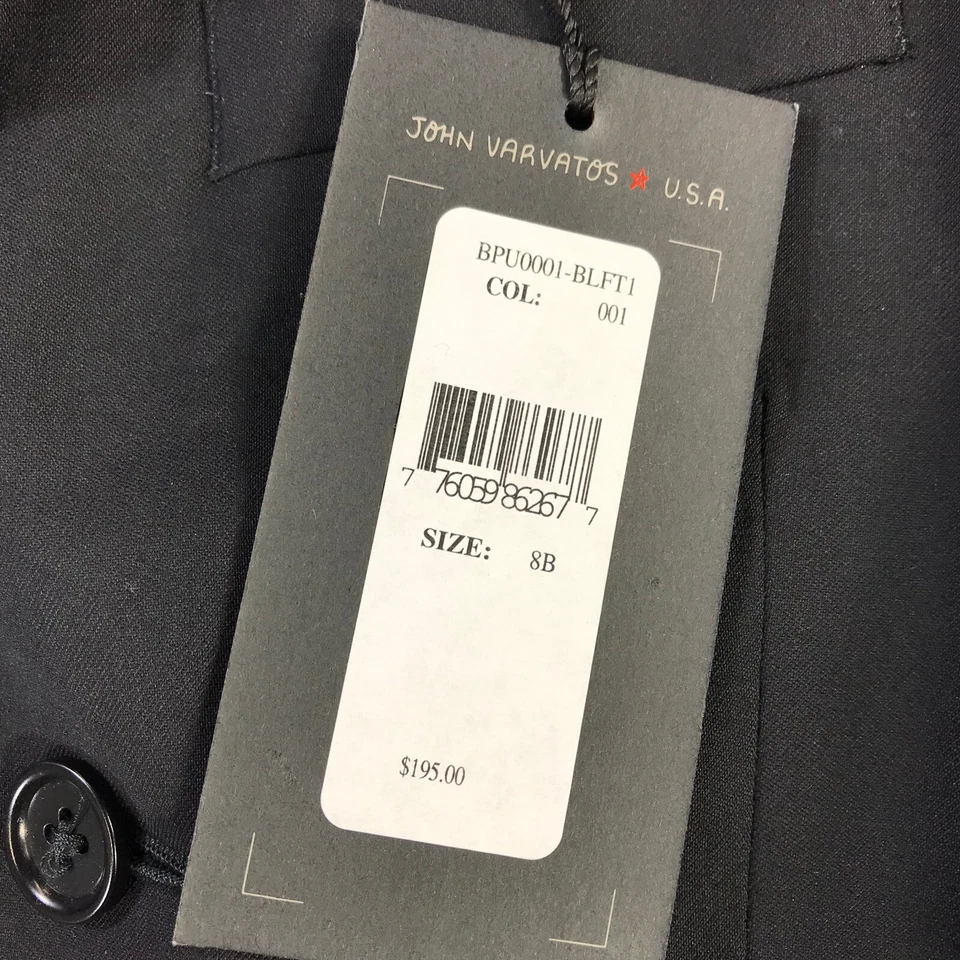 JOHN VARVATOS ★ U.S.A.
BPU0001-BLFT1
COL: 001
7 76059 86267 7
SIZE: 8B
$195.00